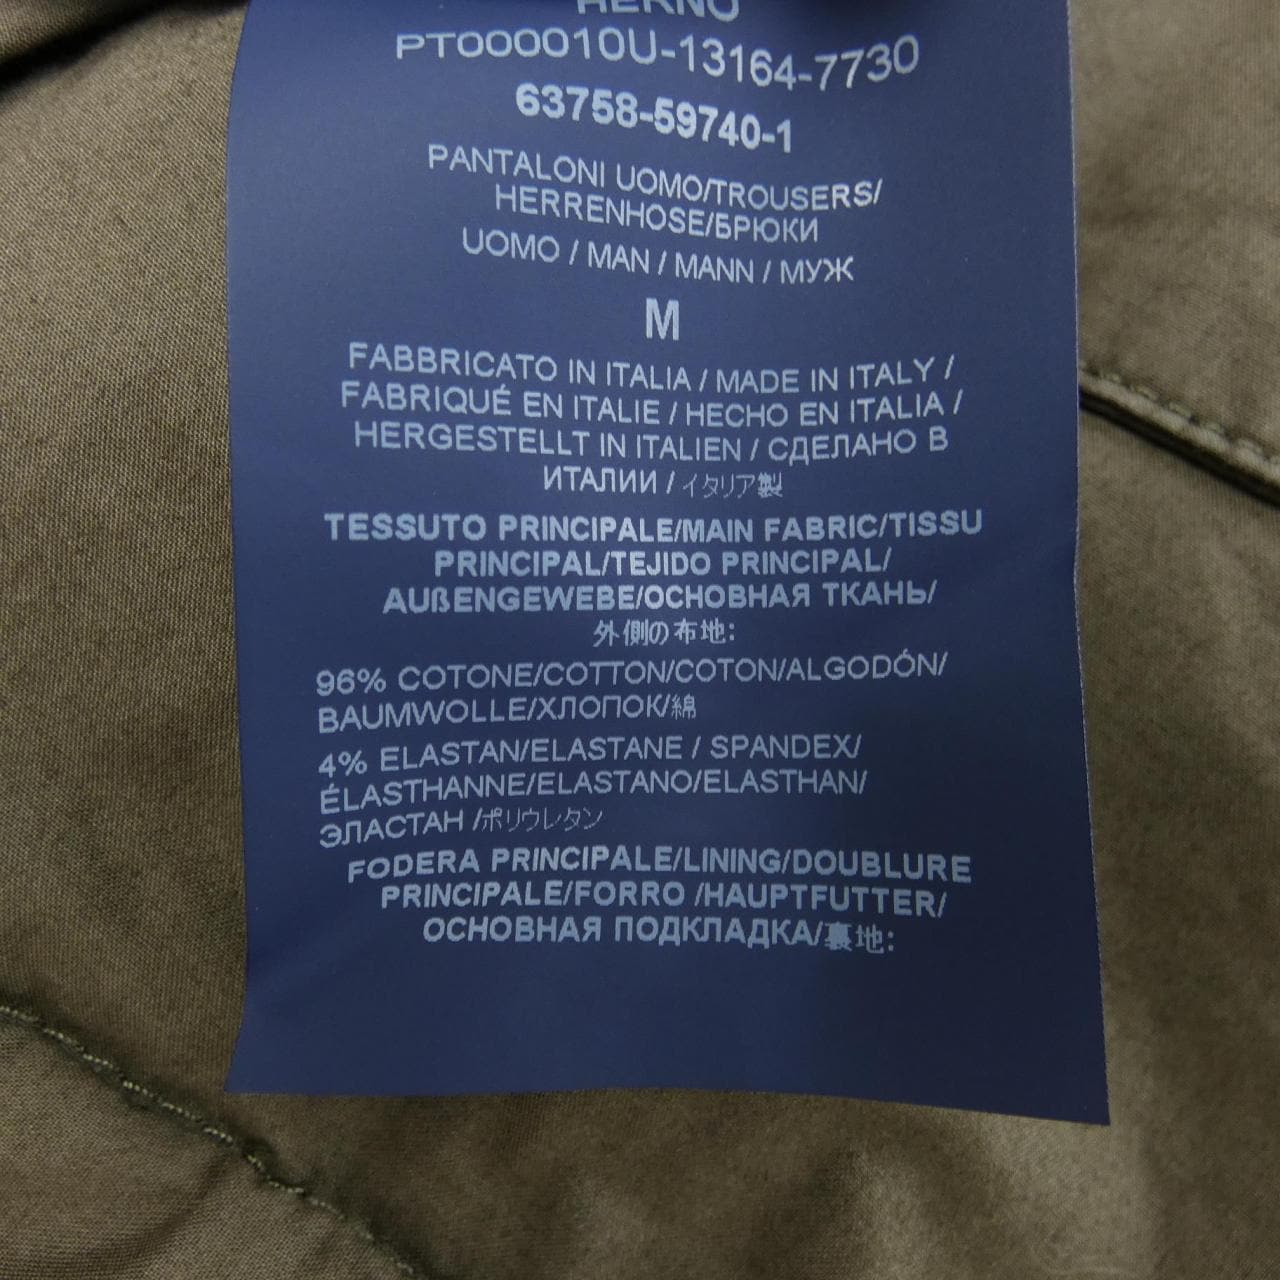 HERNO
PT000010U-13164-7730
63758-59740-1
PANTALONI UOMO/TROUSERS/
HERRENHOSE/БРЮКИ
UOMO / MAN / MANN / МУЖ
M
FABBRICATO IN ITALIA / MADE IN ITALY /
FABRIQUÉ EN ITALIE / HECHO EN ITALIA /
HERGESTELLT IN ITALIEN / СДЕЛАНО В
ИТАЛИИ / イタリア製
TESSUTO PRINCIPALE/MAIN FABRIC/TISSU
PRINCIPAL/TEJIDO PRINCIPAL/
AUßENGEWEBE/ОСНОВНАЯ ТКАНЬ/
外側の布地:
96% COTONE/COTTON/COTON/ALGODÓN/
BAUMWOLLE/ХЛОПОК/綿
4% ELASTAN/ELASTANE / SPANDEX/
ÉLASTHANNE/ELASTANO/ELASTHAN/
ЭЛАСТАН /ポリウレタン
FODERA PRINCIPALE/LINING/DOUBLURE
PRINCIPALE/FORRO /HAUPTFUTTER/
ОСНОВНАЯ ПОДКЛАДКА/裏地: